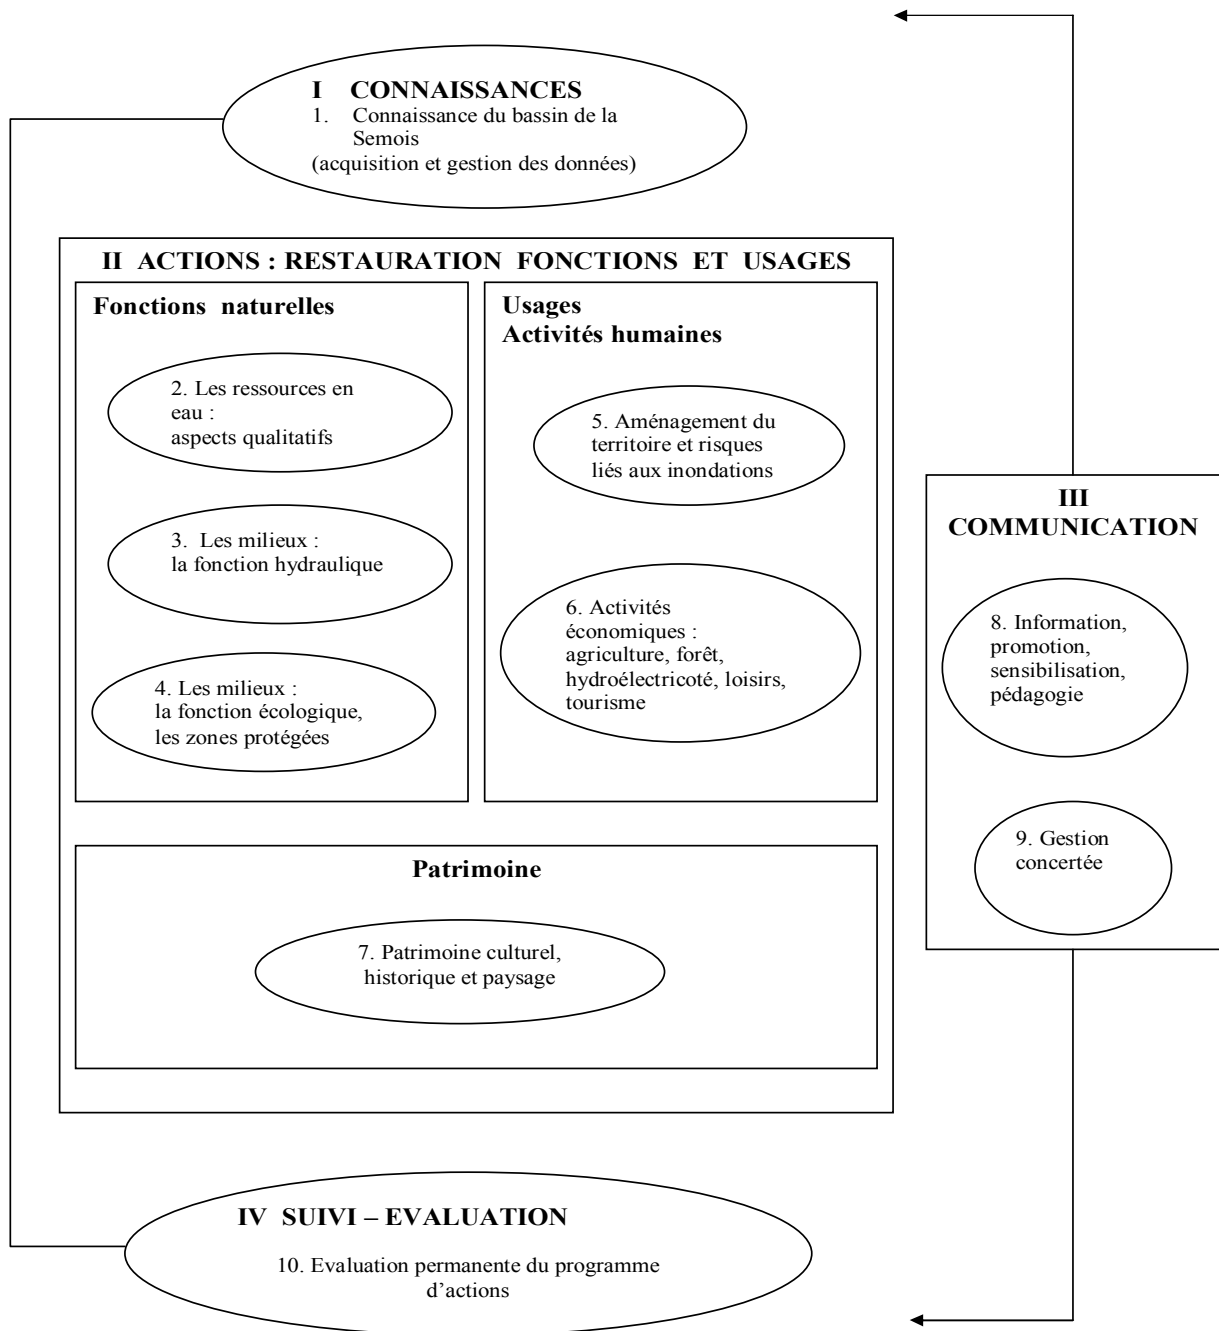 I CONNAISSANCES
1. Connaissance du bassin de la
Semois
(acquisition et gestion des données)
II ACTIONS : RESTAURATION FONCTIONS ET USAGES
Fonctions naturelles
2. Les ressources en
eau :
aspects qualitatifs
3. Les milieux :
la fonction hydraulique
4. Les milieux :
la fonction écologique,
les zones protégées
Usages
Activités humaines
5. Aménagement du
territoire et risques
liés aux inondations
6. Activités
économiques :
agriculture, forêt,
hydroélectricoté, loisirs,
tourisme
Patrimoine
7. Patrimoine culturel,
historique et paysage
III
COMMUNICATION
8. Information,
promotion,
sensibilisation,
pédagogie
9. Gestion
concertée
IV SUIVI – EVALUATION
10. Evaluation permanente du programme
d’actions